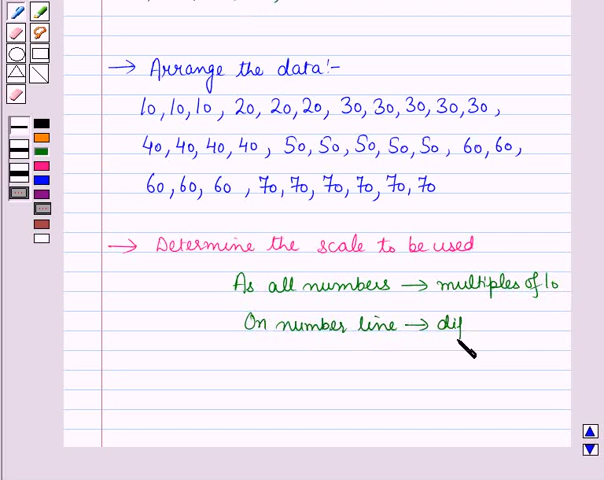 → Arrange the data:-
10, 10, 10, 20, 20, 20, 30, 30, 30, 30, 30,
40, 40, 40, 40, 50, 50, 50, 50, 50, 60, 60,
60, 60, 60, 70, 70, 70, 70, 70, 70
→ Determine the scale to be used
As all numbers → multiples of 10
On number line → dif